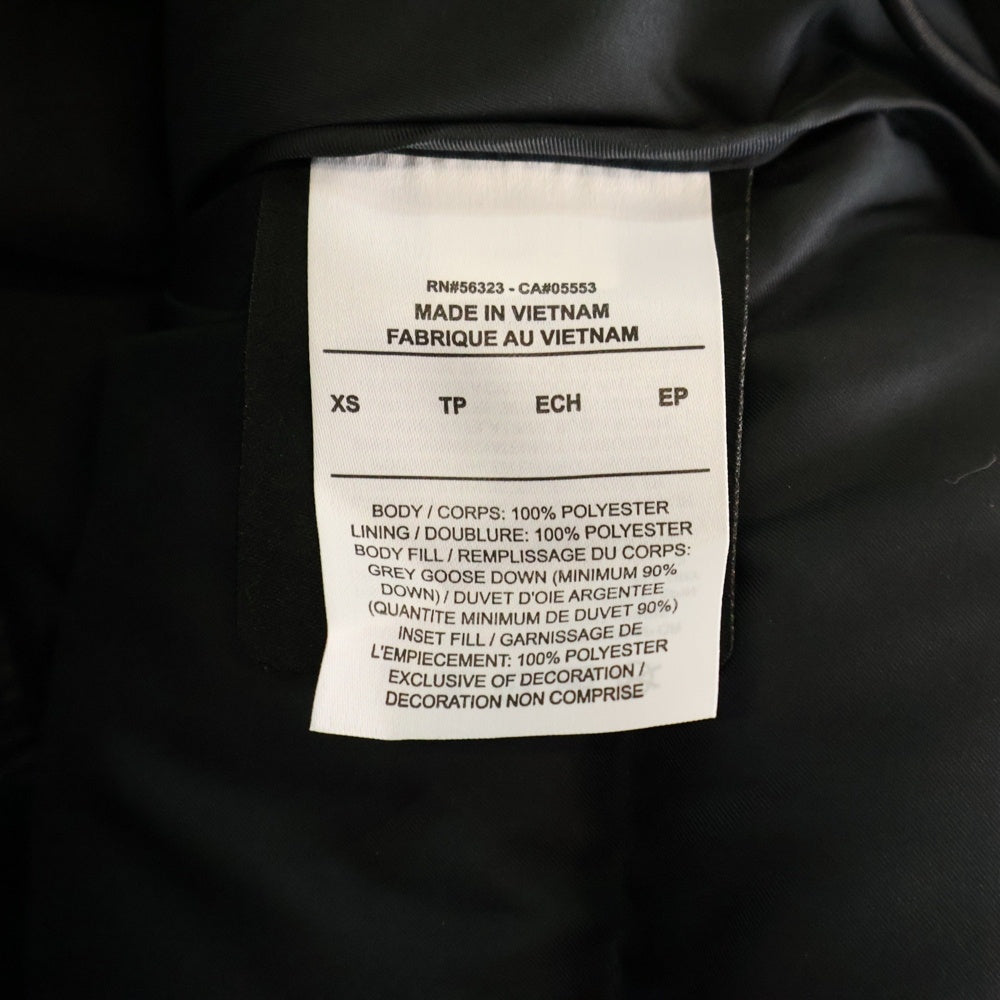 RN#56323 - CA#05553
MADE IN VIETNAM
FABRIQUE AU VIETNAM
XS TP ECH EP
BODY / CORPS: 100% POLYESTER
LINING / DOUBLURE: 100% POLYESTER
BODY FILL / REMPLISSAGE DU CORPS:
GREY GOOSE DOWN (MINIMUM 90%
DOWN) / DUVET D'OIE ARGENTEE
(QUANTITE MINIMUM DE DUVET 90%)
INSET FILL / GARNISSAGE DE
L'EMPIECEMENT: 100% POLYESTER
EXCLUSIVE OF DECORATION /
DECORATION NON COMPRISE